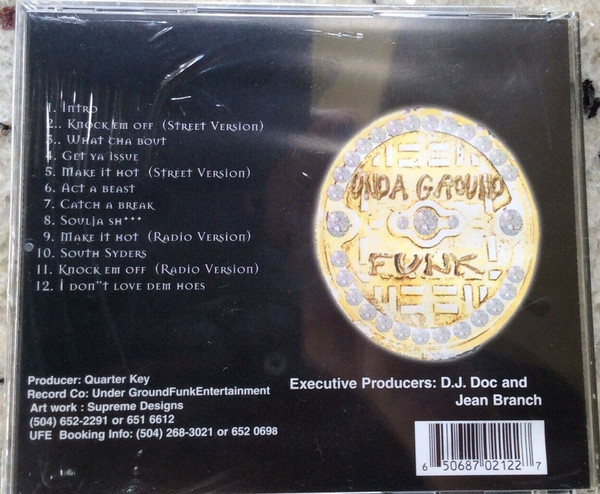 1. Intro
2.. Knock em off (Street Version)
3.. What cha bout
4. Get ya issue
5. Make it hot (Street Version)
6. Act a beast
7. Catch a break
8. Soulja sh***
9. Make it hot (Radio Version)
10. South Syders
11. Knock em off (Radio Version)
12. I don"t love dem hoes
UNDA GROUND
FUNK
Producer: Quarter Key
Record Co: Under GroundFunkEntertainment
Art work : Supreme Designs
(504) 652-2291 or 651 6612
UFE Booking Info: (504) 268-3021 or 652 0698
Executive Producers: D.J. Doc and
Jean Branch
6 50687 02122 7